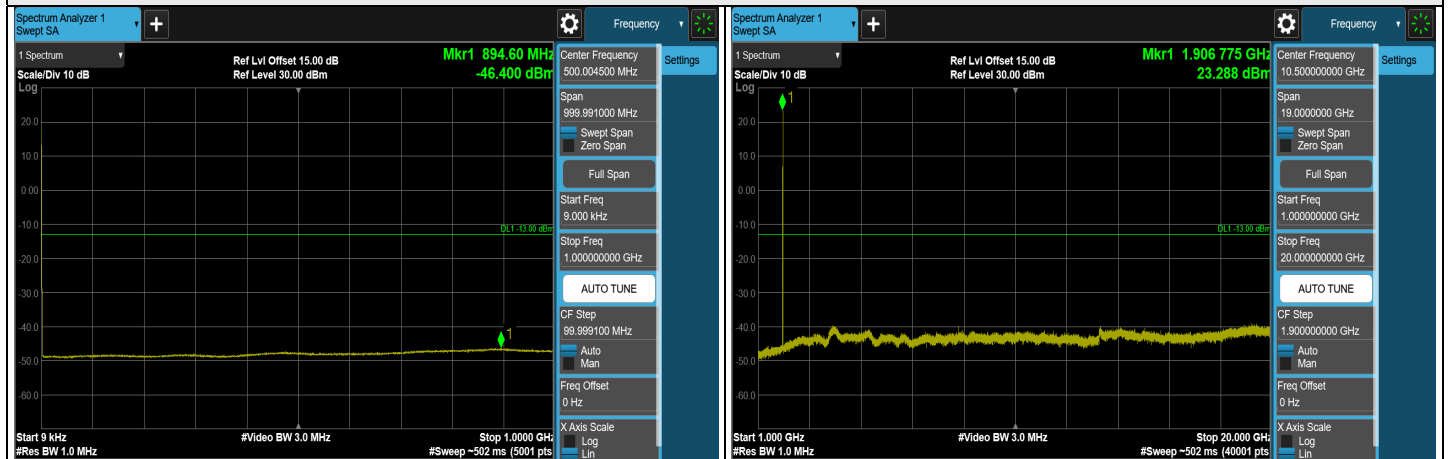 Spectrum Analyzer 1
Swept SA
+
Frequency
1 Spectrum
Scale/Div 10 dB
Log
Ref Lvl Offset 15.00 dB
Ref Level 30.00 dBm
Mkr1 894.60 MHz
-46.400 dBm
1
20.0
10.0
0.00
-10.0
-20.0
-30.0
-40.0
-50.0
-60.0
DL1 -13.00 dBm
Start 9 kHz
#Res BW 1.0 MHz
#Video BW 3.0 MHz
Stop 1.0000 GHz
#Sweep ~502 ms (5001 pts
Center Frequency
500.004500 MHz
Settings
Span
999.991000 MHz
Swept Span
Zero Span
Full Span
Start Freq
9.000 kHz
Stop Freq
1.000000000 GHz
AUTO TUNE
CF Step
99.999100 MHz
Auto
Man
Freq Offset
0 Hz
X Axis Scale
Log
Lin
Spectrum Analyzer 1
Swept SA
+
Frequency
1 Spectrum
Scale/Div 10 dB
Log
Ref Lvl Offset 15.00 dB
Ref Level 30.00 dBm
Mkr1 1.906 775 GHz
23.288 dBm
1
20.0
10.0
0.00
-10.0
-20.0
-30.0
-40.0
-50.0
-60.0
DL1 -13.00 dBm
Start 1.000 GHz
#Res BW 1.0 MHz
#Video BW 3.0 MHz
Stop 20.000 GHz
#Sweep ~502 ms (40001 pts
Center Frequency
10.500000000 GHz
Settings
Span
19.0000000 GHz
Swept Span
Zero Span
Full Span
Start Freq
1.000000000 GHz
Stop Freq
20.000000000 GHz
AUTO TUNE
CF Step
1.900000000 GHz
Auto
Man
Freq Offset
0 Hz
X Axis Scale
Log
Lin